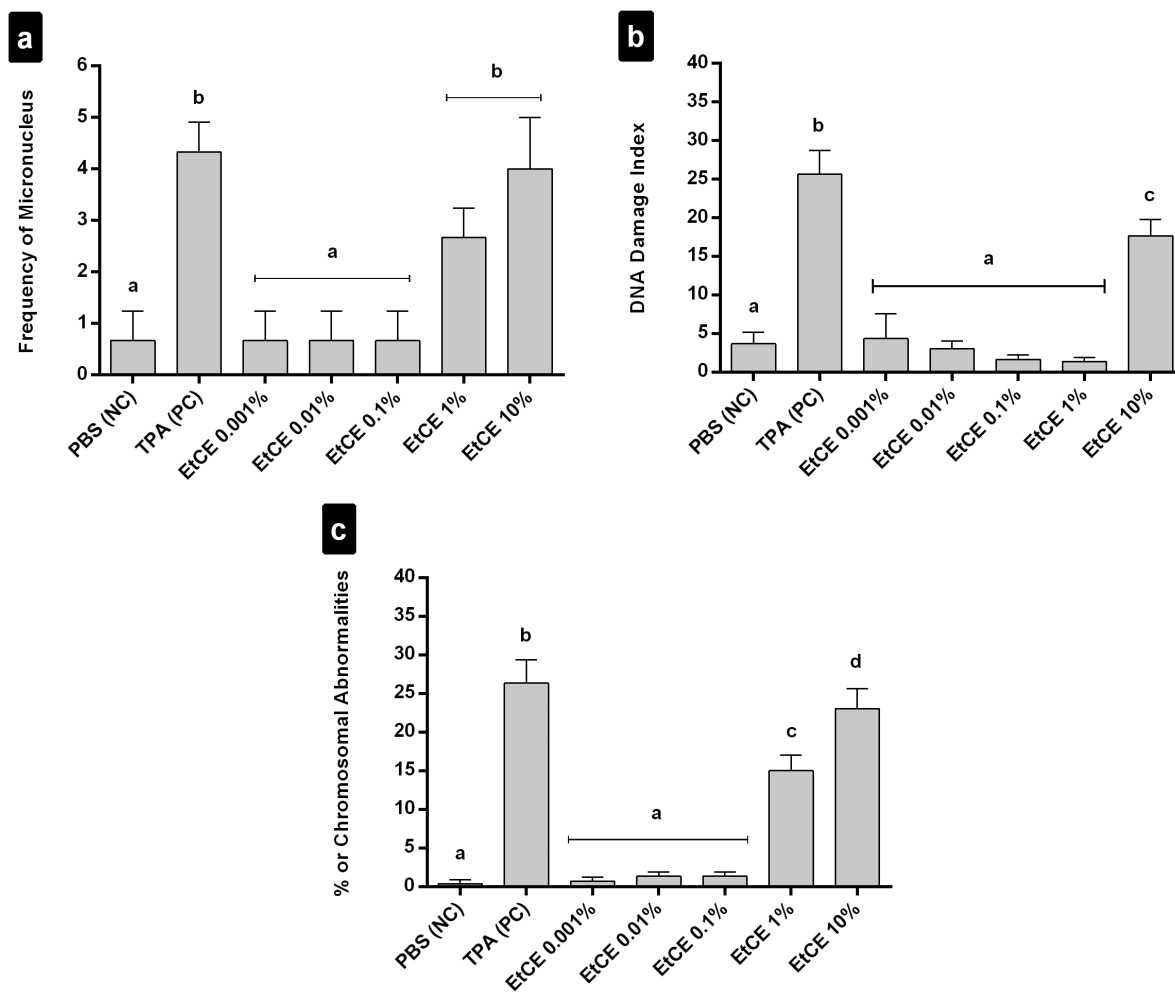 a
Frequency of Micronucleus
6
5
4
3
2
1
0
a
b
a
b
PBS (NC)
TPA (PC)
EtCE 0.001%
EtCE 0.01%
EtCE 0.1%
EtCE 1%
EtCE 10%
b
DNA Damage Index
40
35
30
25
20
15
10
5
0
a
b
a
c
PBS (NC)
TPA (PC)
EtCE 0.001%
EtCE 0.01%
EtCE 0.1%
EtCE 1%
EtCE 10%
c
% or Chromosomal Abnormalities
40
35
30
25
20
15
10
5
0
a
b
a
c
d
PBS (NC)
TPA (PC)
EtCE 0.001%
EtCE 0.01%
EtCE 0.1%
EtCE 1%
EtCE 10%